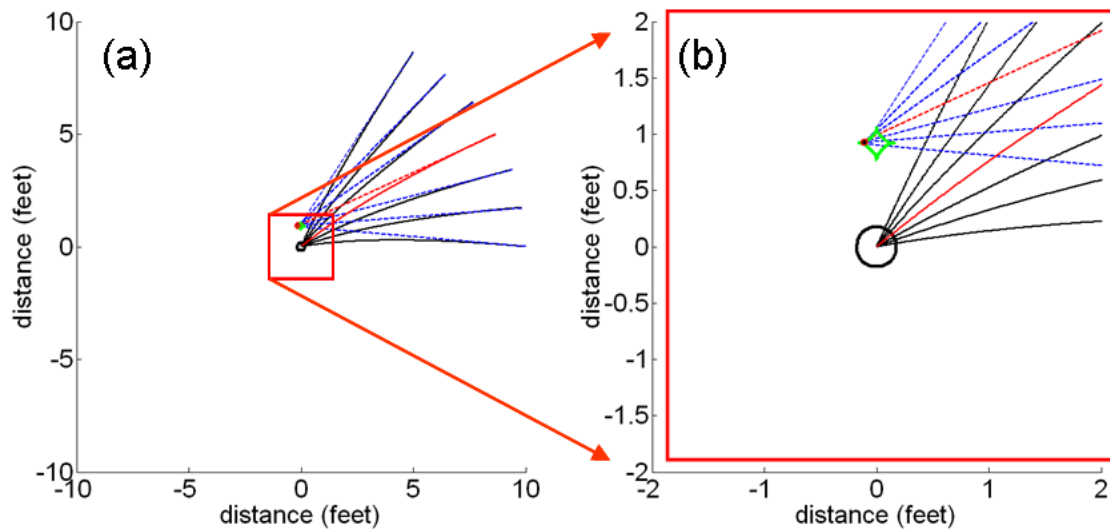 (a)
10
5
0
-5
-10
-10 -5 0 5 10
distance (feet)
distance (feet)
(b)
2
1.5
1
0.5
0
-0.5
-1
-1.5
-2
-2 -1 0 1 2
distance (feet)
distance (feet)